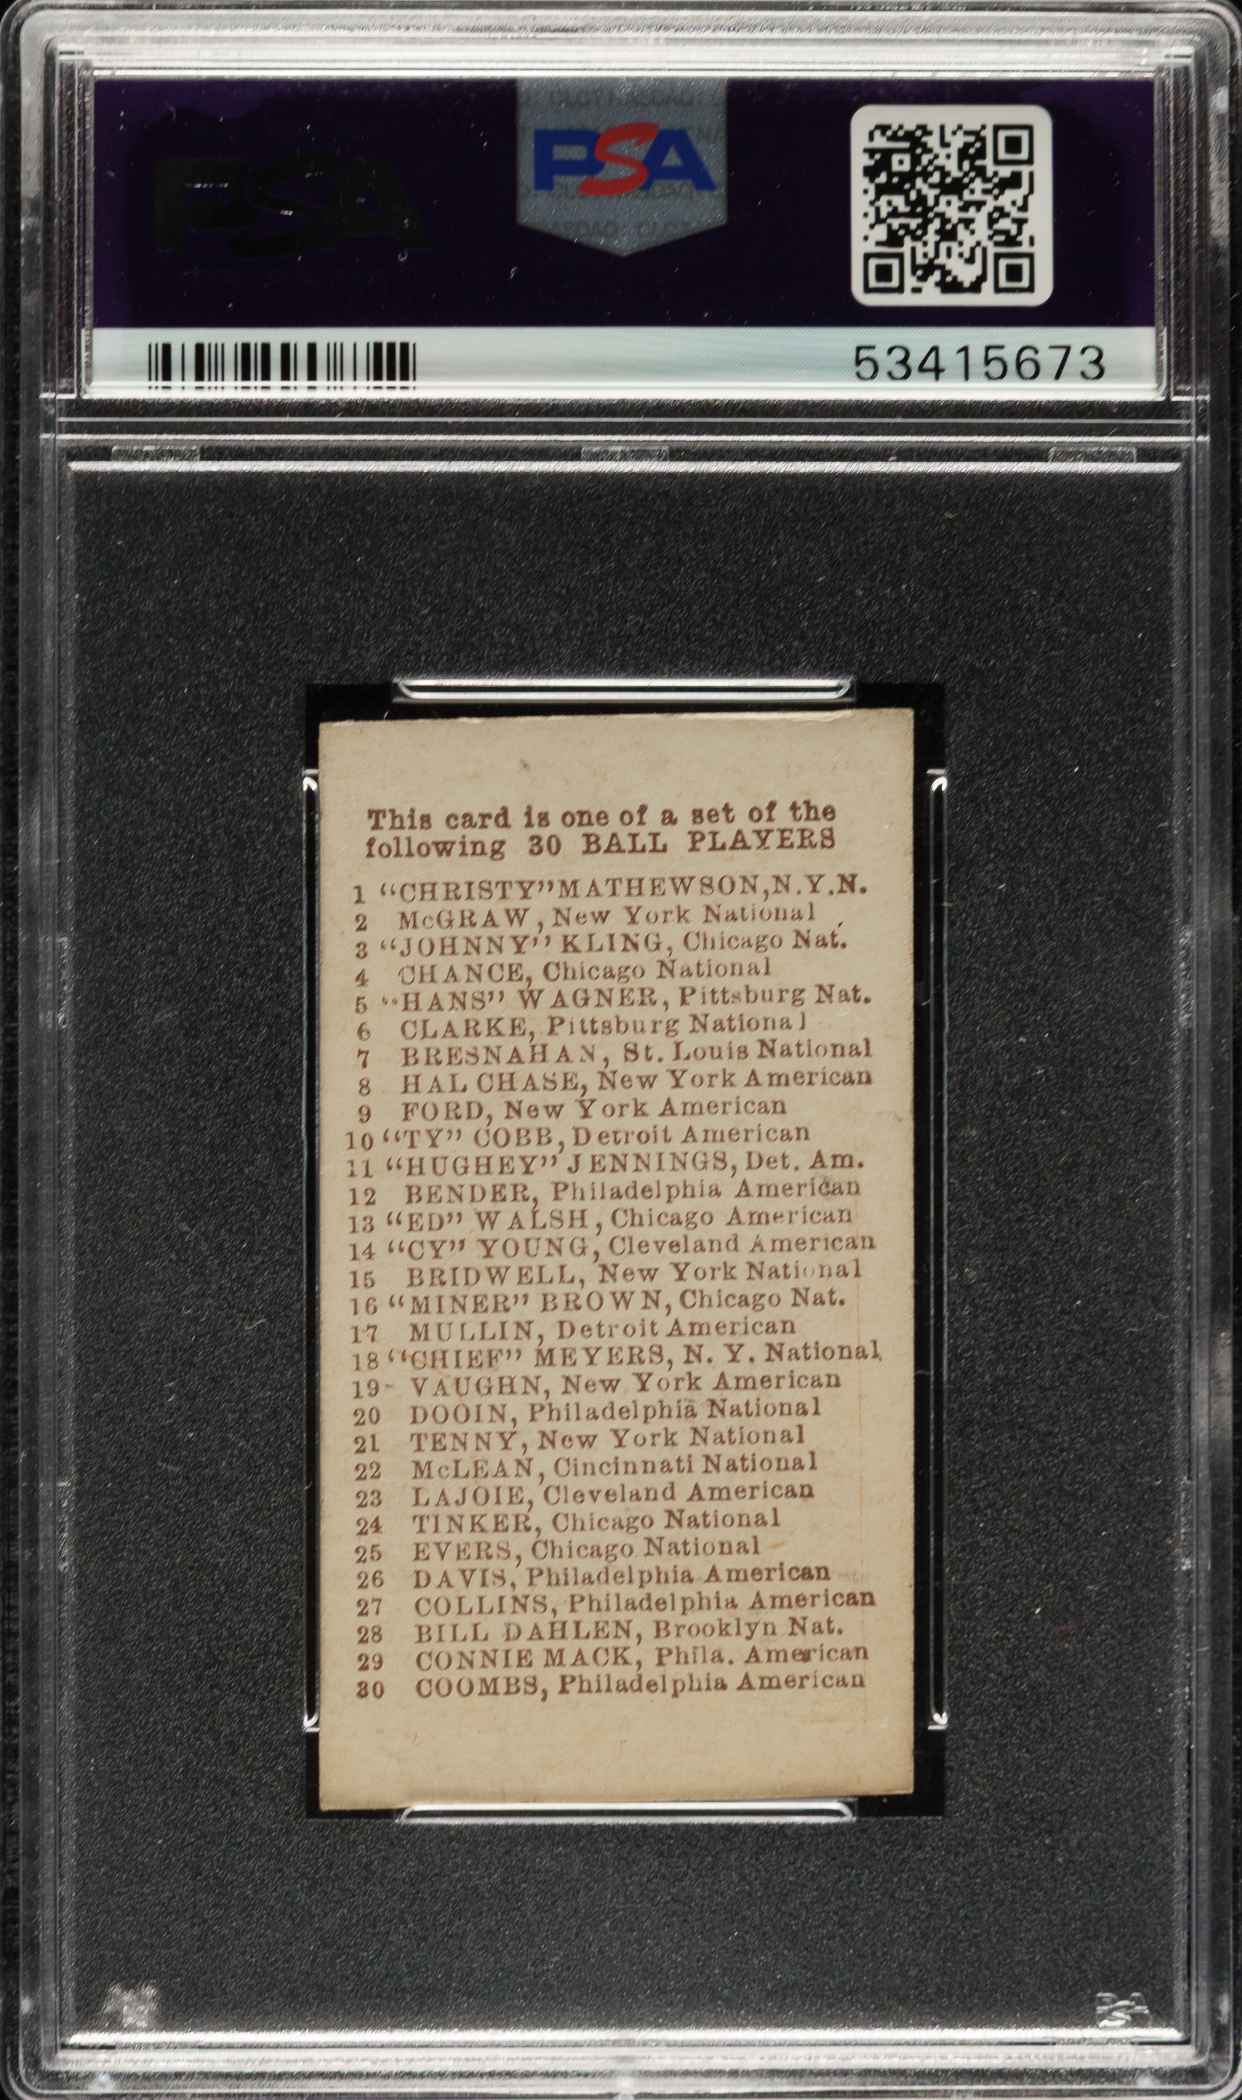 PSA
PSA
53415673
This card is one of a set of the
following 30 BALL PLAYERS
1 "CHRISTY" MATHEWSON, N.Y.N.
2 McGRAW, New York National
3 "JOHNNY" KLING, Chicago Nat.
4 CHANCE, Chicago National
5 "HANS" WAGNER, Pittsburg Nat.
6 CLARKE, Pittsburg National
7 BRESNAHAN, St. Louis National
8 HAL CHASE, New York American
9 FORD, New York American
10 "TY" COBB, Detroit American
11 "HUGHEY" JENNINGS, Det. Am.
12 BENDER, Philadelphia American
13 "ED" WALSH, Chicago American
14 "CY" YOUNG, Cleveland American
15 BRIDWELL, New York National
16 "MINER" BROWN, Chicago Nat.
17 MULLIN, Detroit American
18 "CHIEF" MEYERS, N. Y. National
19 VAUGHN, New York American
20 DOOIN, Philadelphia National
21 TENNY, New York National
22 McLEAN, Cincinnati National
23 LAJOIE, Cleveland American
24 TINKER, Chicago National
25 EVERS, Chicago National
26 DAVIS, Philadelphia American
27 COLLINS, Philadelphia American
28 BILL DAHLEN, Brooklyn Nat.
29 CONNIE MACK, Phila. American
30 COOMBS, Philadelphia American
PSA